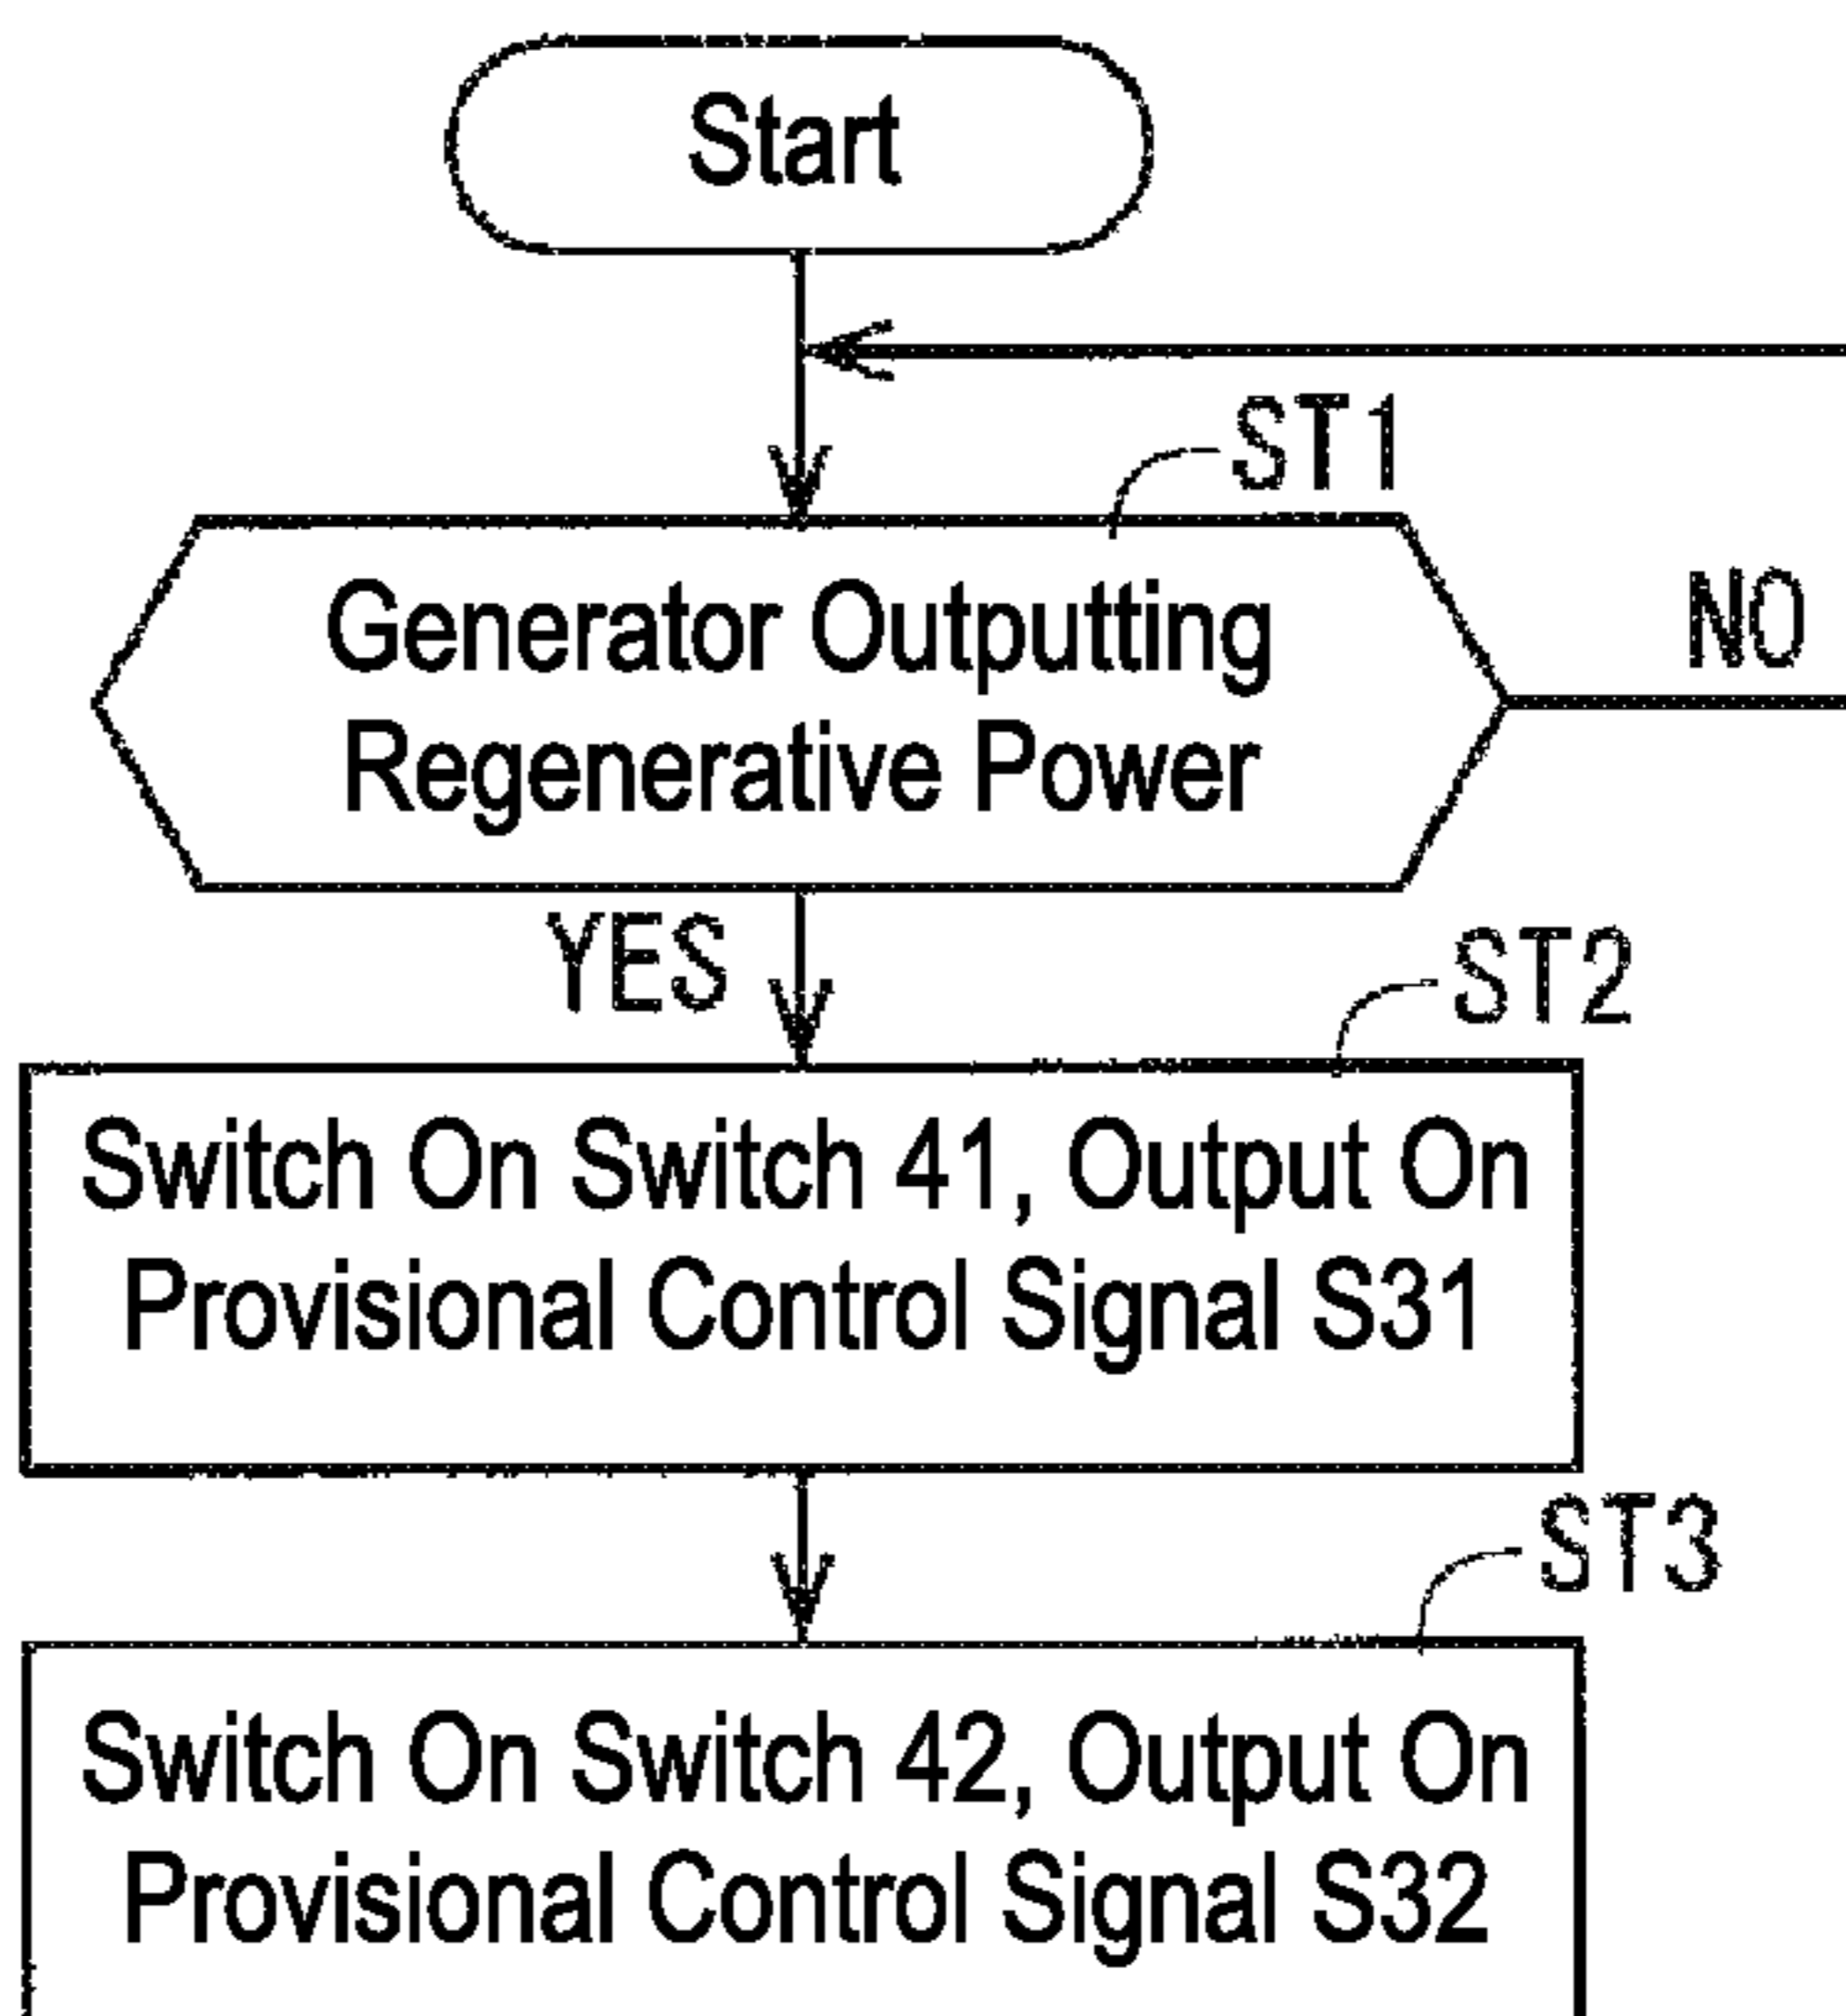 Start
ST1
Generator Outputting
Regenerative Power
NO
YES
ST2
Switch On Switch 41, Output On
Provisional Control Signal S31
ST3
Switch On Switch 42, Output On
Provisional Control Signal S32